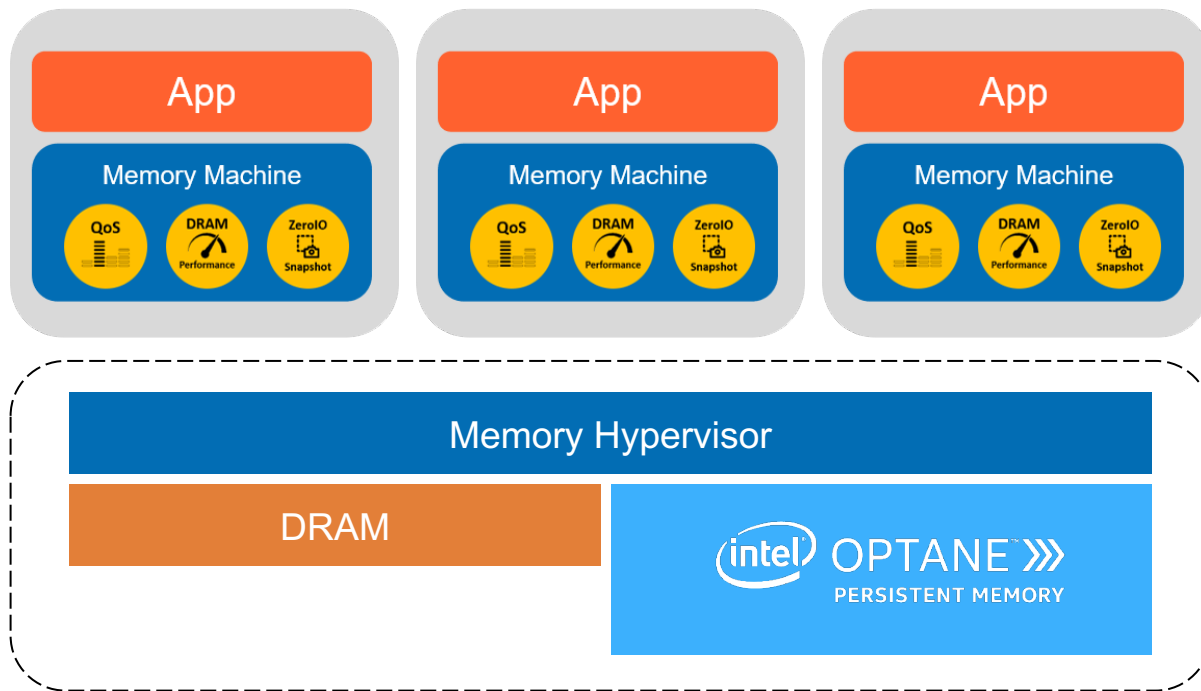 App
App
App
Memory Machine
Memory Machine
Memory Machine
QoS
DRAM
Performance
ZeroIO
Snapshot
QoS
DRAM
Performance
ZeroIO
Snapshot
QoS
DRAM
Performance
ZeroIO
Snapshot
Memory Hypervisor
DRAM
intel® OPTANE™
PERSISTENT MEMORY